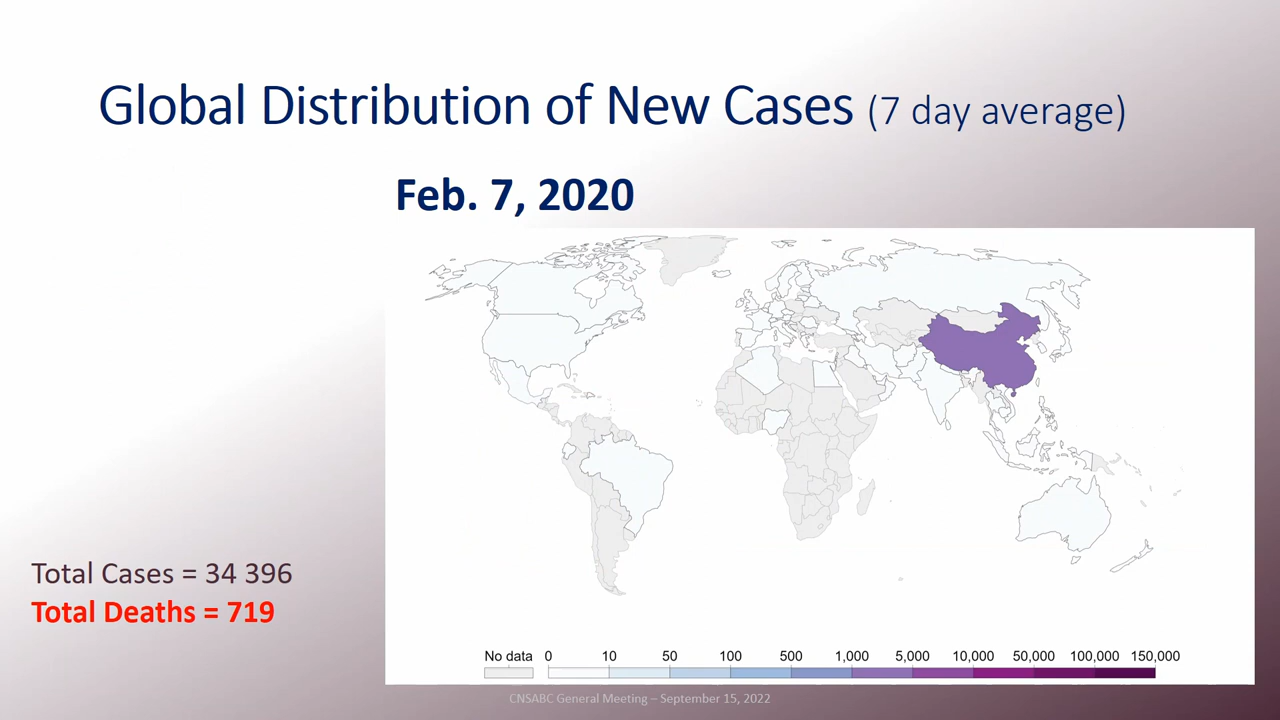 Global Distribution of New Cases (7 day average)
Feb. 7, 2020
Total Cases = 34 396
Total Deaths = 719
No data 0 10 50 100 500 1,000 5,000 10,000 50,000 100,000 150,000
CNSABC General Meeting – September 15, 2022